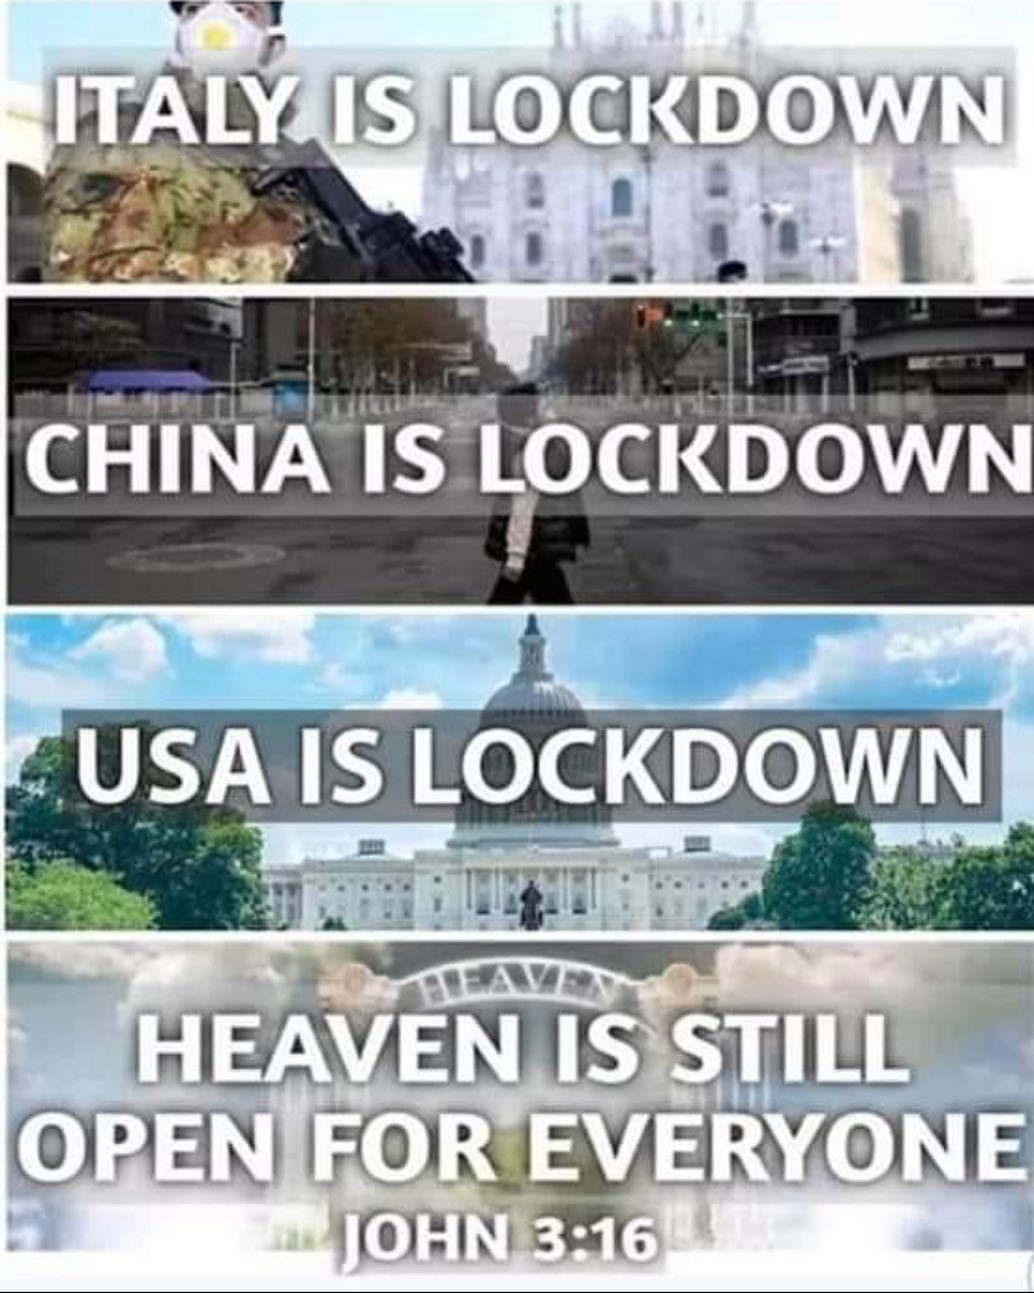 ITALY IS LOCKDOWN
CHINA IS LOCKDOWN
USA IS LOCKDOWN
HEAVEN
HEAVEN IS STILL
OPEN FOR EVERYONE
JOHN 3:16